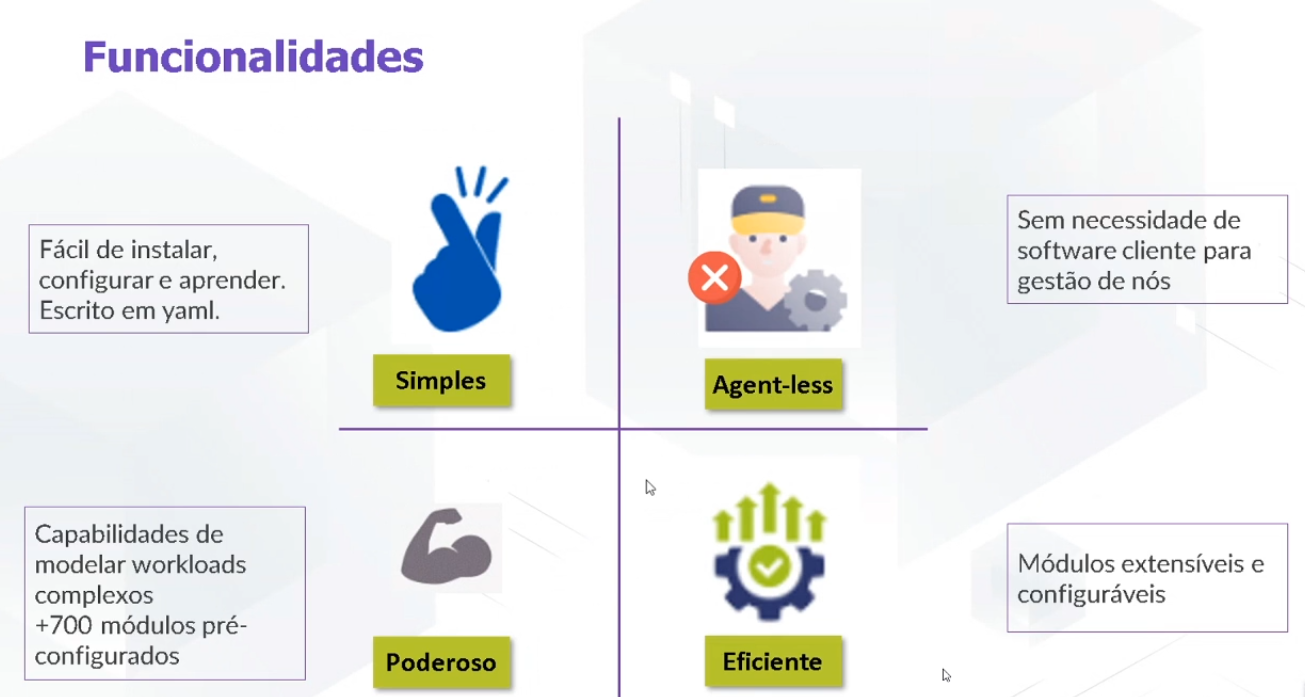 Funcionalidades
Fácil de instalar,
configurar e aprender.
Escrito em yaml.
Simples
Agent-less
Sem necessidade de
software cliente para
gestão de nós
Capabilidades de
modelar workloads
complexos
+700 módulos pré-
configurados
Poderoso
Eficiente
Módulos extensíveis e
configuráveis